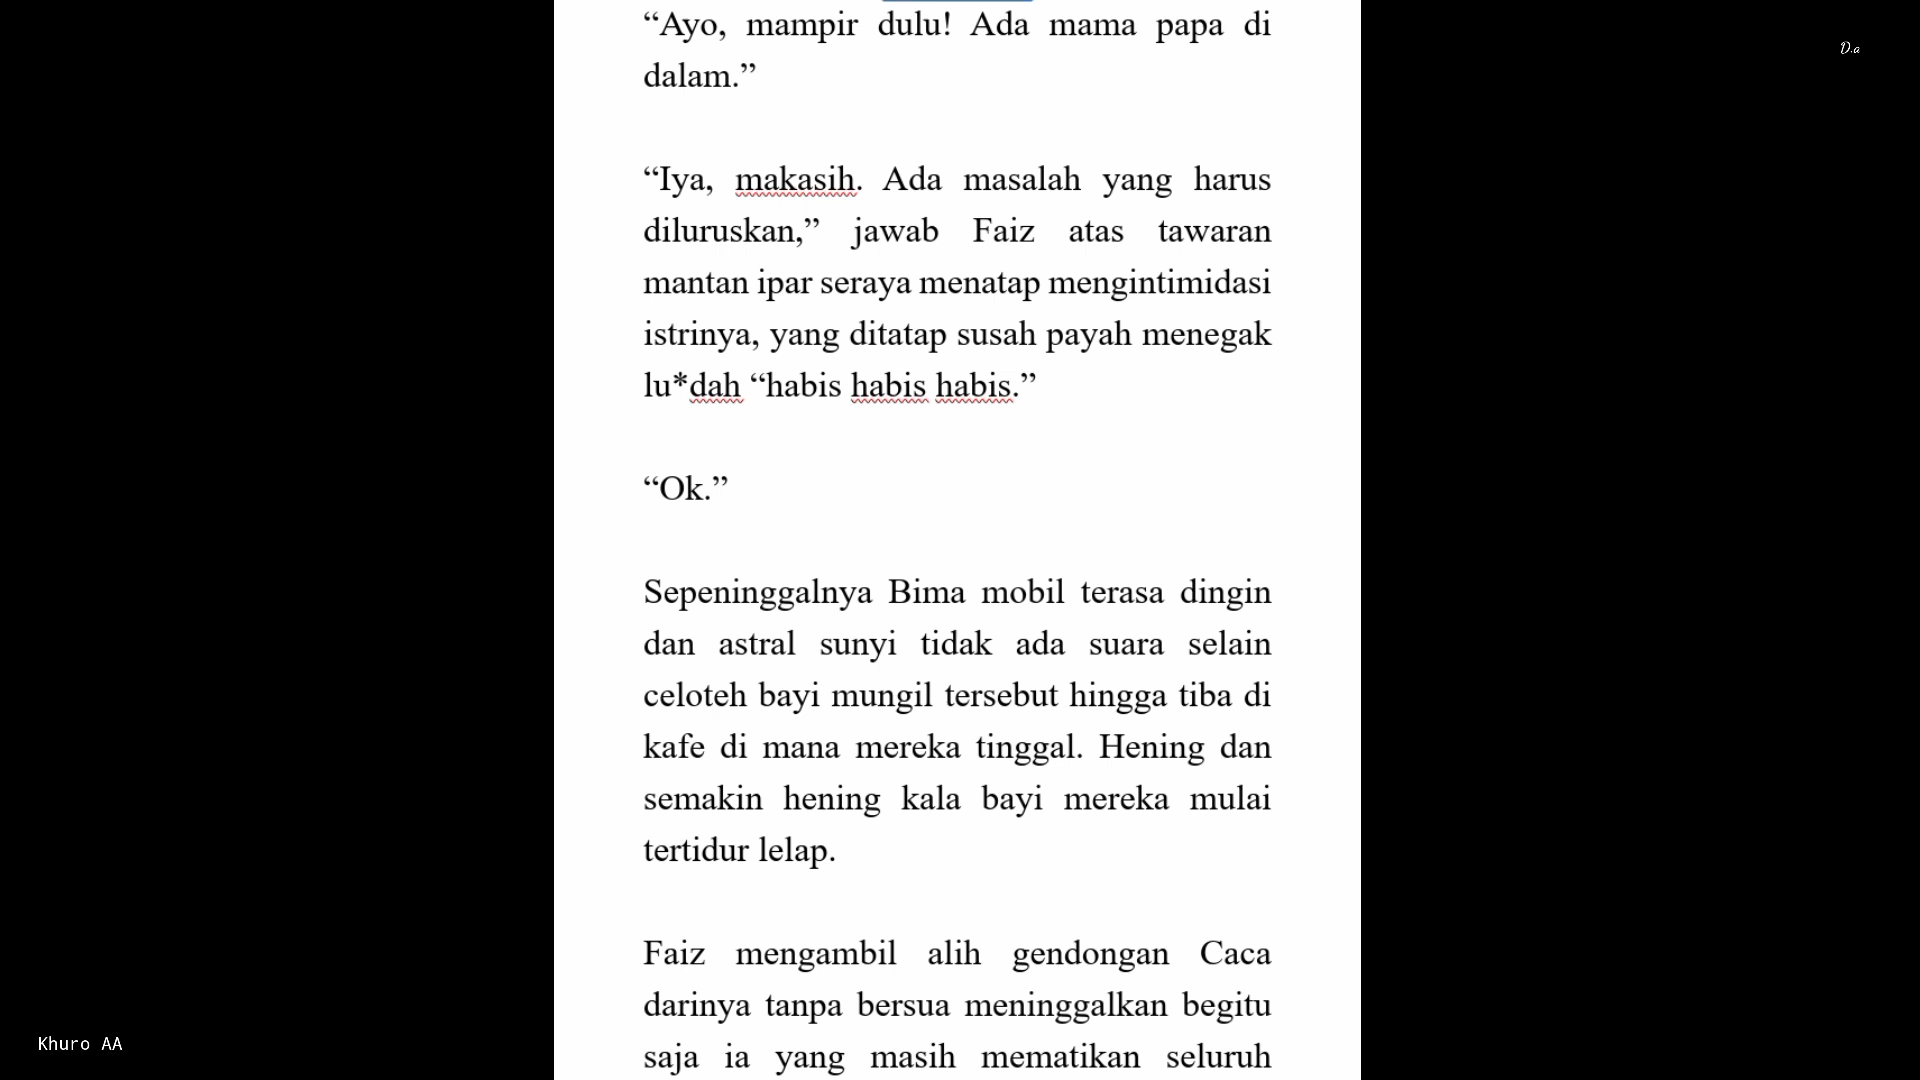 “Ayo, mampir dulu! Ada mama papa di
dalam.”
“Iya, makasih. Ada masalah yang harus
diluruskan,” jawab Faiz atas tawaran
mantan ipar seraya menatap mengintimidasi
istrinya, yang ditatap susah payah menegak
lu*dah “habis habis habis.”
“Ok.”
Sepeninggalnya Bima mobil terasa dingin
dan astral sunyi tidak ada suara selain
celoteh bayi mungil tersebut hingga tiba di
kafe di mana mereka tinggal. Hening dan
semakin hening kala bayi mereka mulai
tertidur lelap.
Faiz mengambil alih gendongan Caca
darinya tanpa bersua meninggalkan begitu
saja ia yang masih mematikan seluruh
D.a
Khuro AA